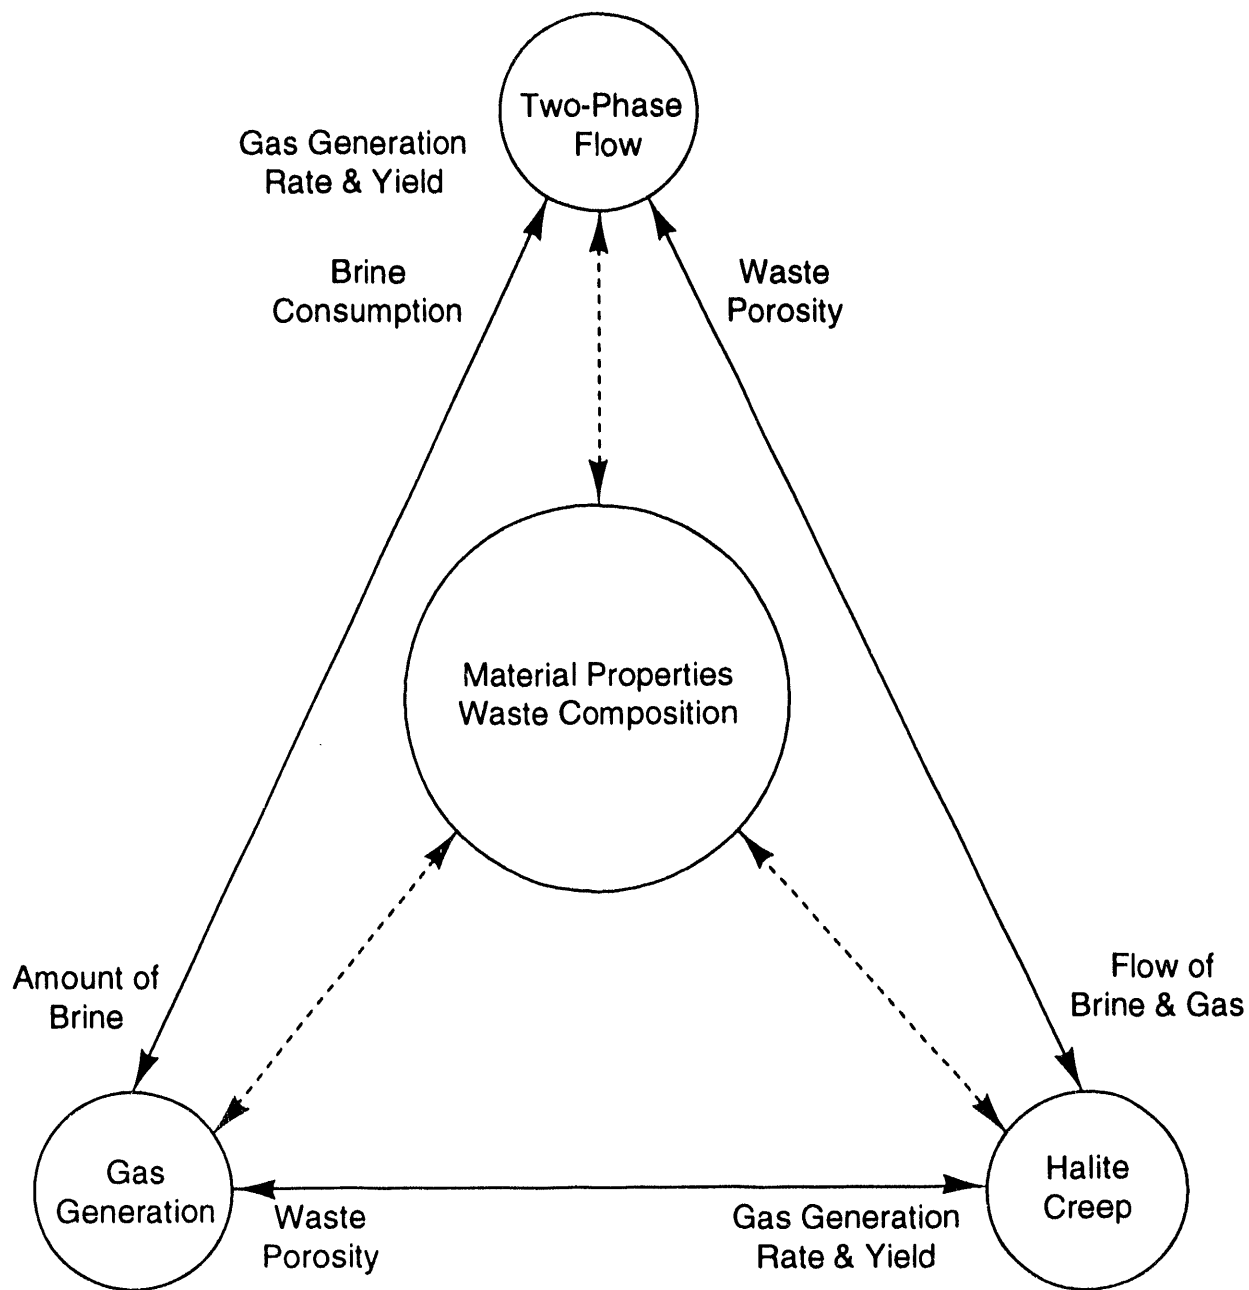 Two-Phase
Flow
Gas Generation
Rate & Yield
Brine
Consumption
Waste
Porosity
Material Properties
Waste Composition
Amount of
Brine
Flow of
Brine & Gas
Gas
Generation
Waste
Porosity
Gas Generation
Rate & Yield
Halite
Creep